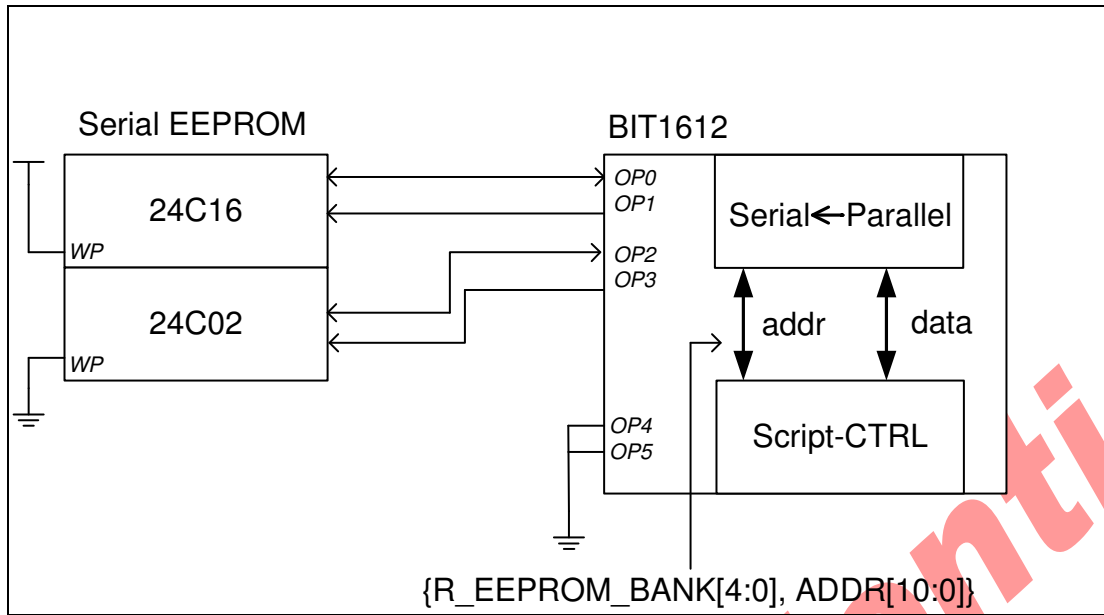 Serial EEPROM
BIT1612
24C16
WP
24C02
WP
OP0
OP1
OP2
OP3
OP4
OP5
Serial←Parallel
addr
data
Script-CTRL
{R_EEPROM_BANK[4:0], ADDR[10:0]}